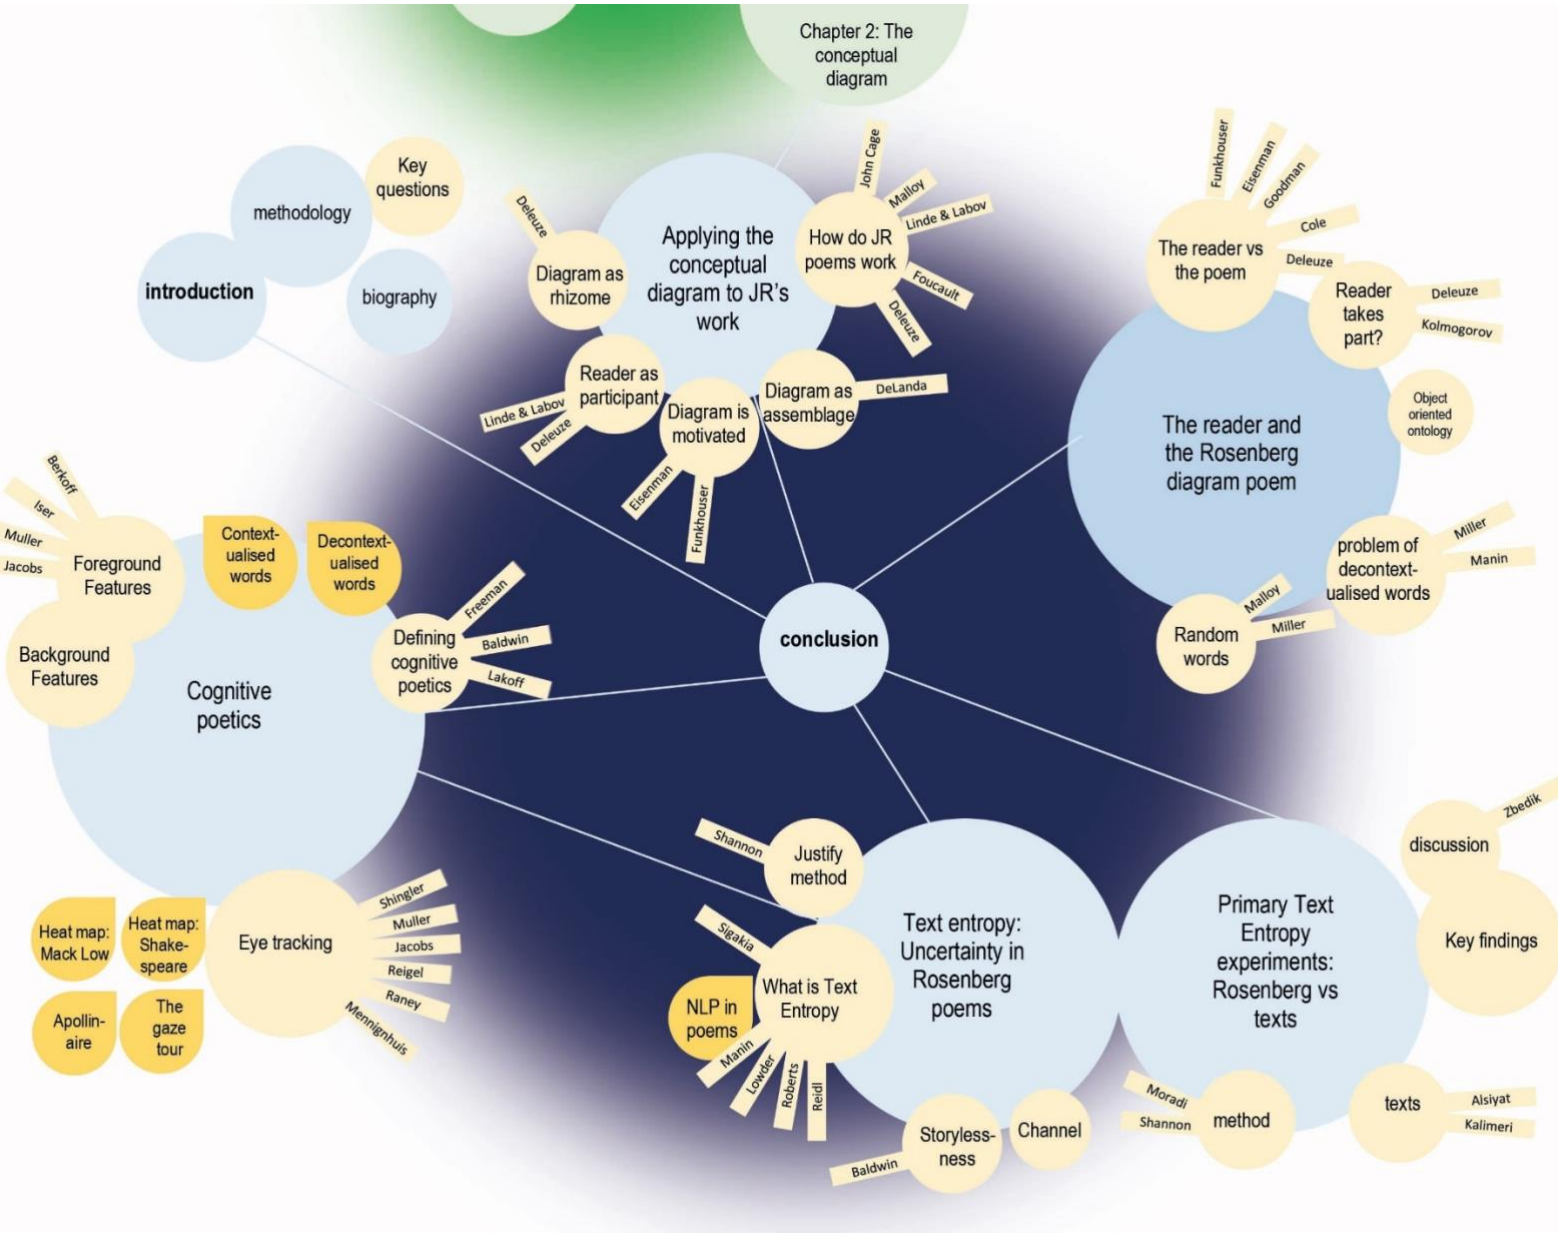 Chapter 2: The
conceptual
diagram
Key
questions
methodology
introduction
biography
Applying the
conceptual
diagram to JR's
work
Deleuze
Diagram as
rhizome
How do JR
poems work
John Cage
Malloy
Linde & Labov
Foucault
Deleuze
Reader as
participant
Linde & Labov
Deleuze
Diagram is
motivated
Eisenman
Funkhouser
Diagram as
assemblage
DeLanda
The reader vs
the poem
Funkhouser
Eisenman
Goodman
Cole
Deleuze
Reader
takes
part?
Deleuze
Kolmogorov
Object
oriented
ontology
The reader and
the Rosenberg
diagram poem
problem of
decontext-
ualised words
Miller
Manin
Random
words
Malloy
Miller
Berkoff
Iser
Muller
Jacobs
Foreground
Features
Background
Features
Context-
ualised
words
Decontext-
ualised
words
Defining
cognitive
poetics
Freeman
Baldwin
Lakoff
Cognitive
poetics
conclusion
Eye tracking
Shingler
Muller
Jacobs
Reigel
Raney
Mennignhuis
Heat map:
Mack Low
Heat map:
Shake-
speare
Apollin-
aire
The
gaze
tour
Shannon
Justify
method
Text entropy:
Uncertainty in
Rosenberg
poems
Sigakia
What is Text
Entropy
NLP in
poems
Manin
Lowder
Roberts
Reidl
Storyless-
ness
Baldwin
Channel
Primary Text
Entropy
experiments:
Rosenberg vs
texts
discussion
Zbedik
Key findings
method
Moradi
Shannon
texts
Alsiyat
Kalimeri